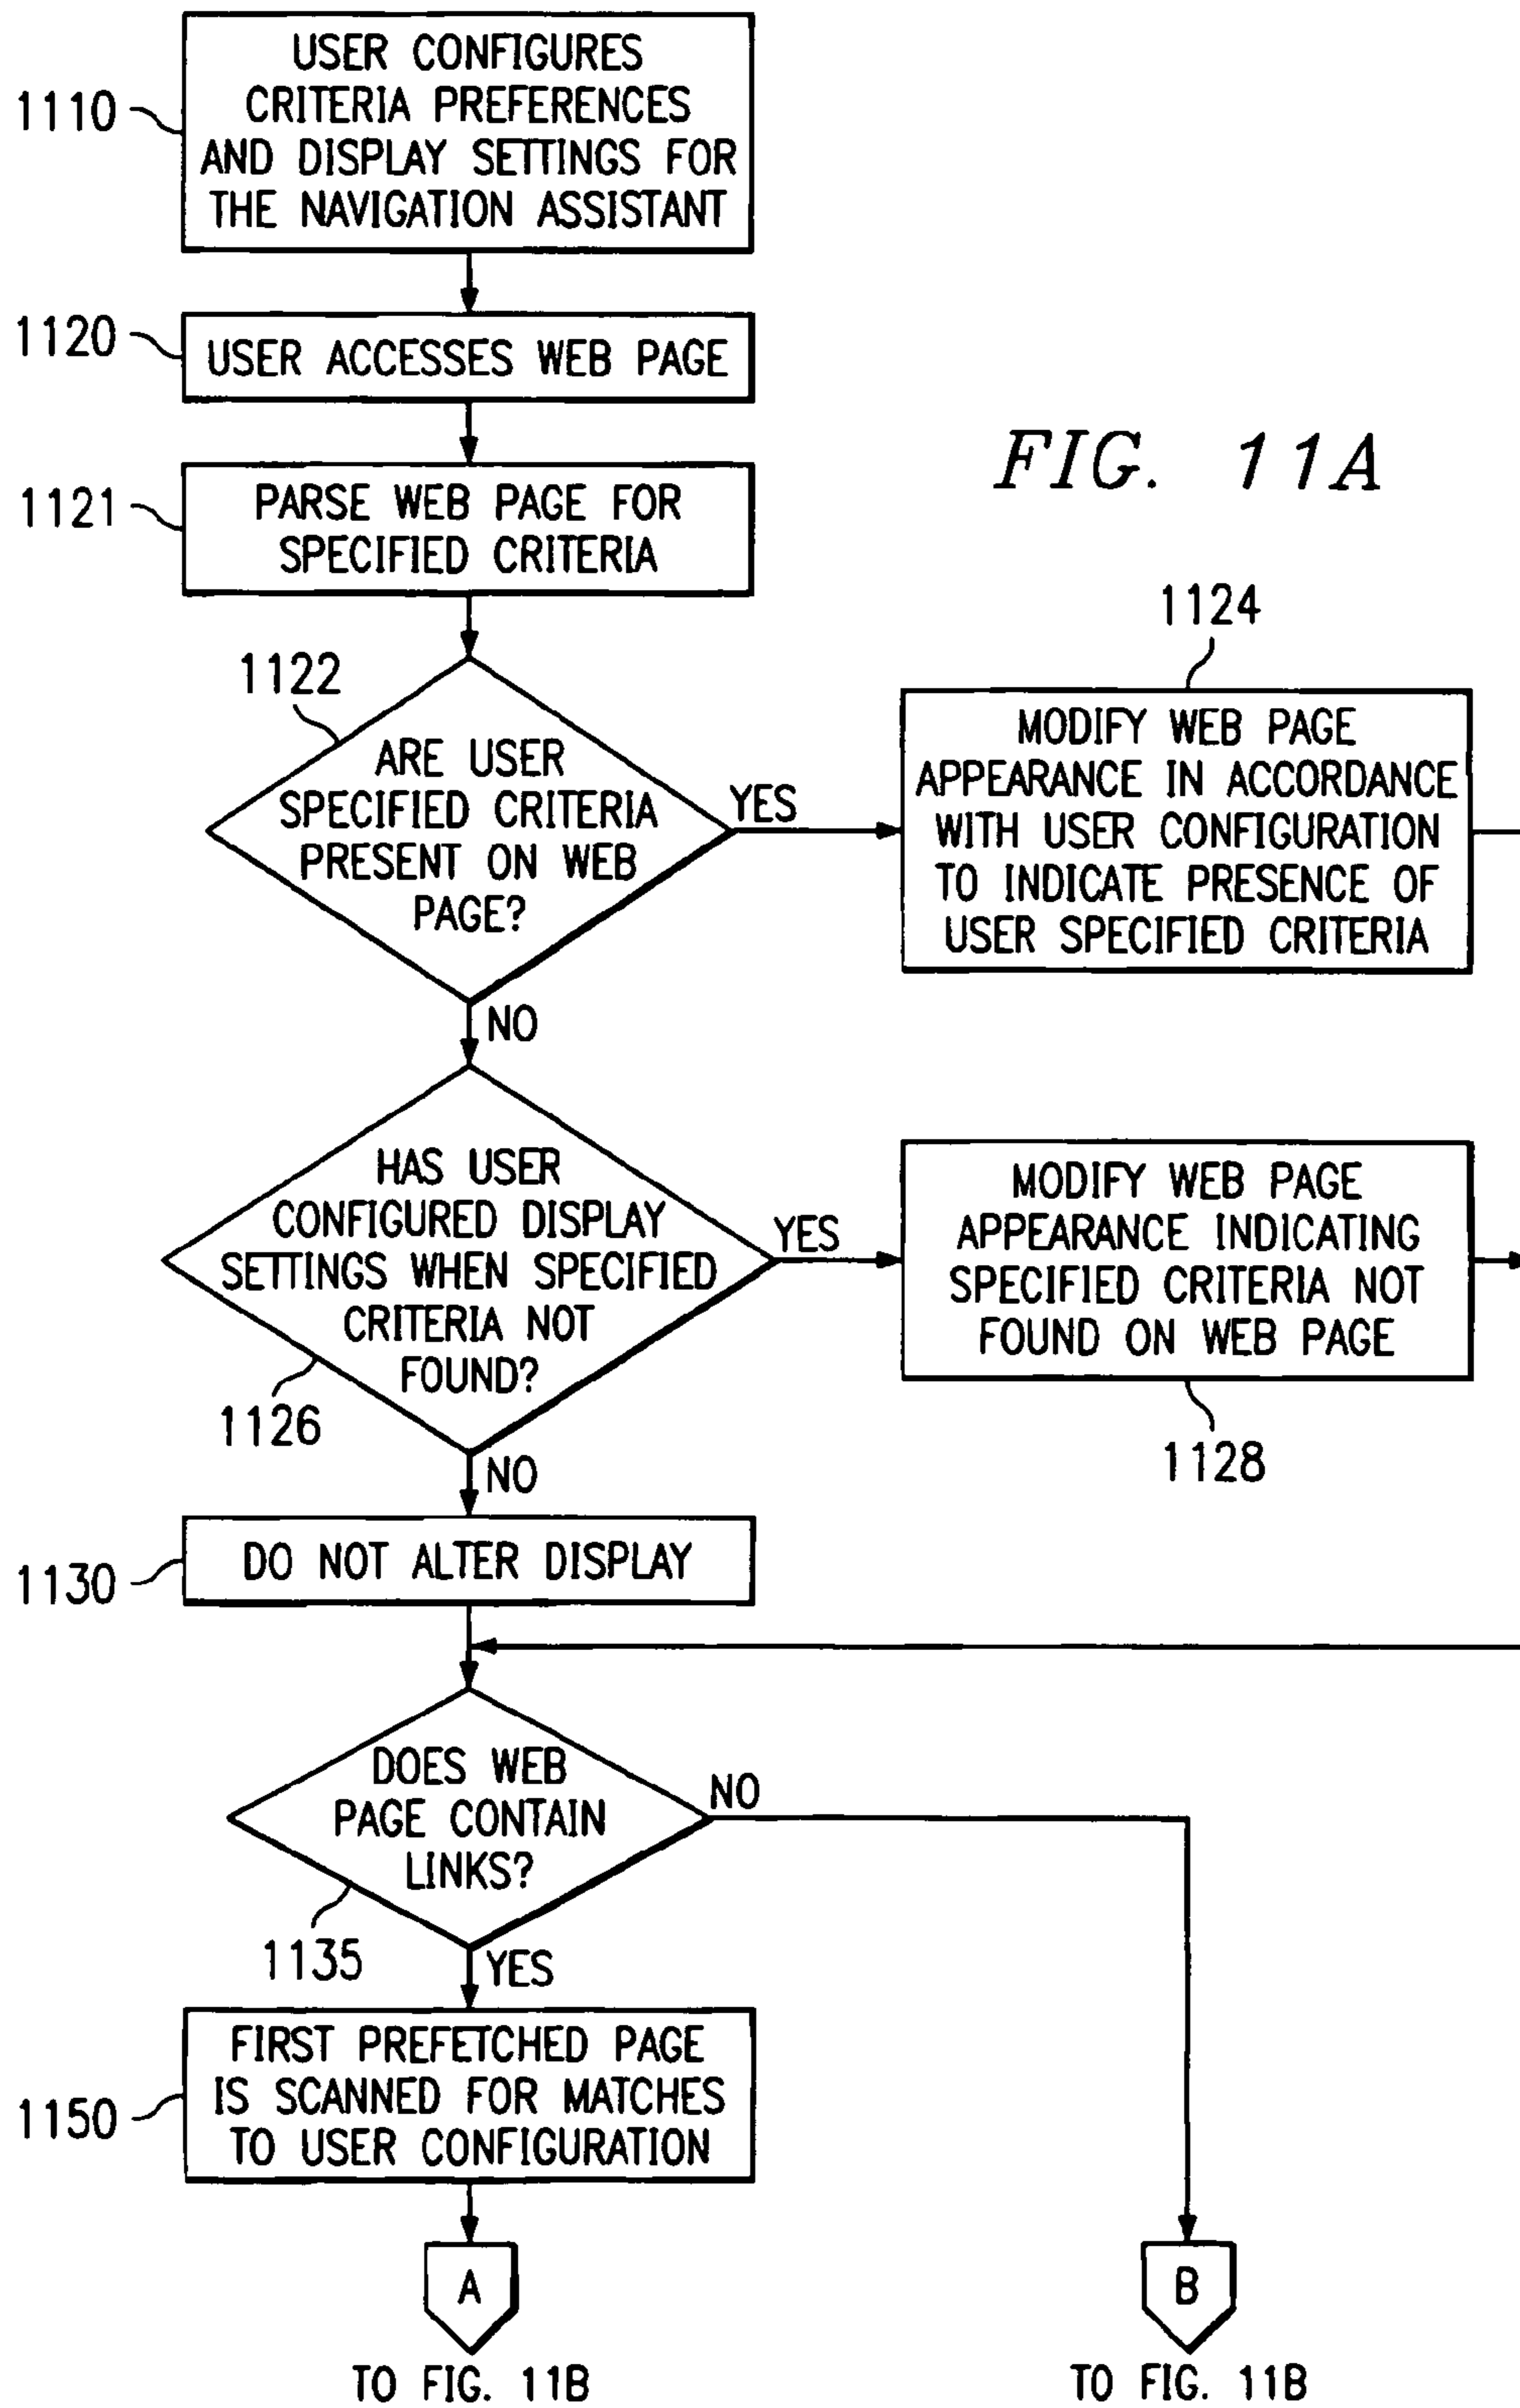 USER CONFIGURES
CRITERIA PREFERENCES
AND DISPLAY SETTINGS FOR
THE NAVIGATION ASSISTANT
1110
USER ACCESSES WEB PAGE
1120
FIG. 11A
PARSE WEB PAGE FOR
SPECIFIED CRITERIA
1121
1122
ARE USER
SPECIFIED CRITERIA
PRESENT ON WEB
PAGE?
YES
1124
MODIFY WEB PAGE
APPEARANCE IN ACCORDANCE
WITH USER CONFIGURATION
TO INDICATE PRESENCE OF
USER SPECIFIED CRITERIA
NO
HAS USER
CONFIGURED DISPLAY
SETTINGS WHEN SPECIFIED
CRITERIA NOT
FOUND?
1126
YES
MODIFY WEB PAGE
APPEARANCE INDICATING
SPECIFIED CRITERIA NOT
FOUND ON WEB PAGE
1128
NO
DO NOT ALTER DISPLAY
1130
DOES WEB
PAGE CONTAIN
LINKS?
1135
NO
YES
FIRST PREFETCHED PAGE
IS SCANNED FOR MATCHES
TO USER CONFIGURATION
1150
A
TO FIG. 11B
B
TO FIG. 11B